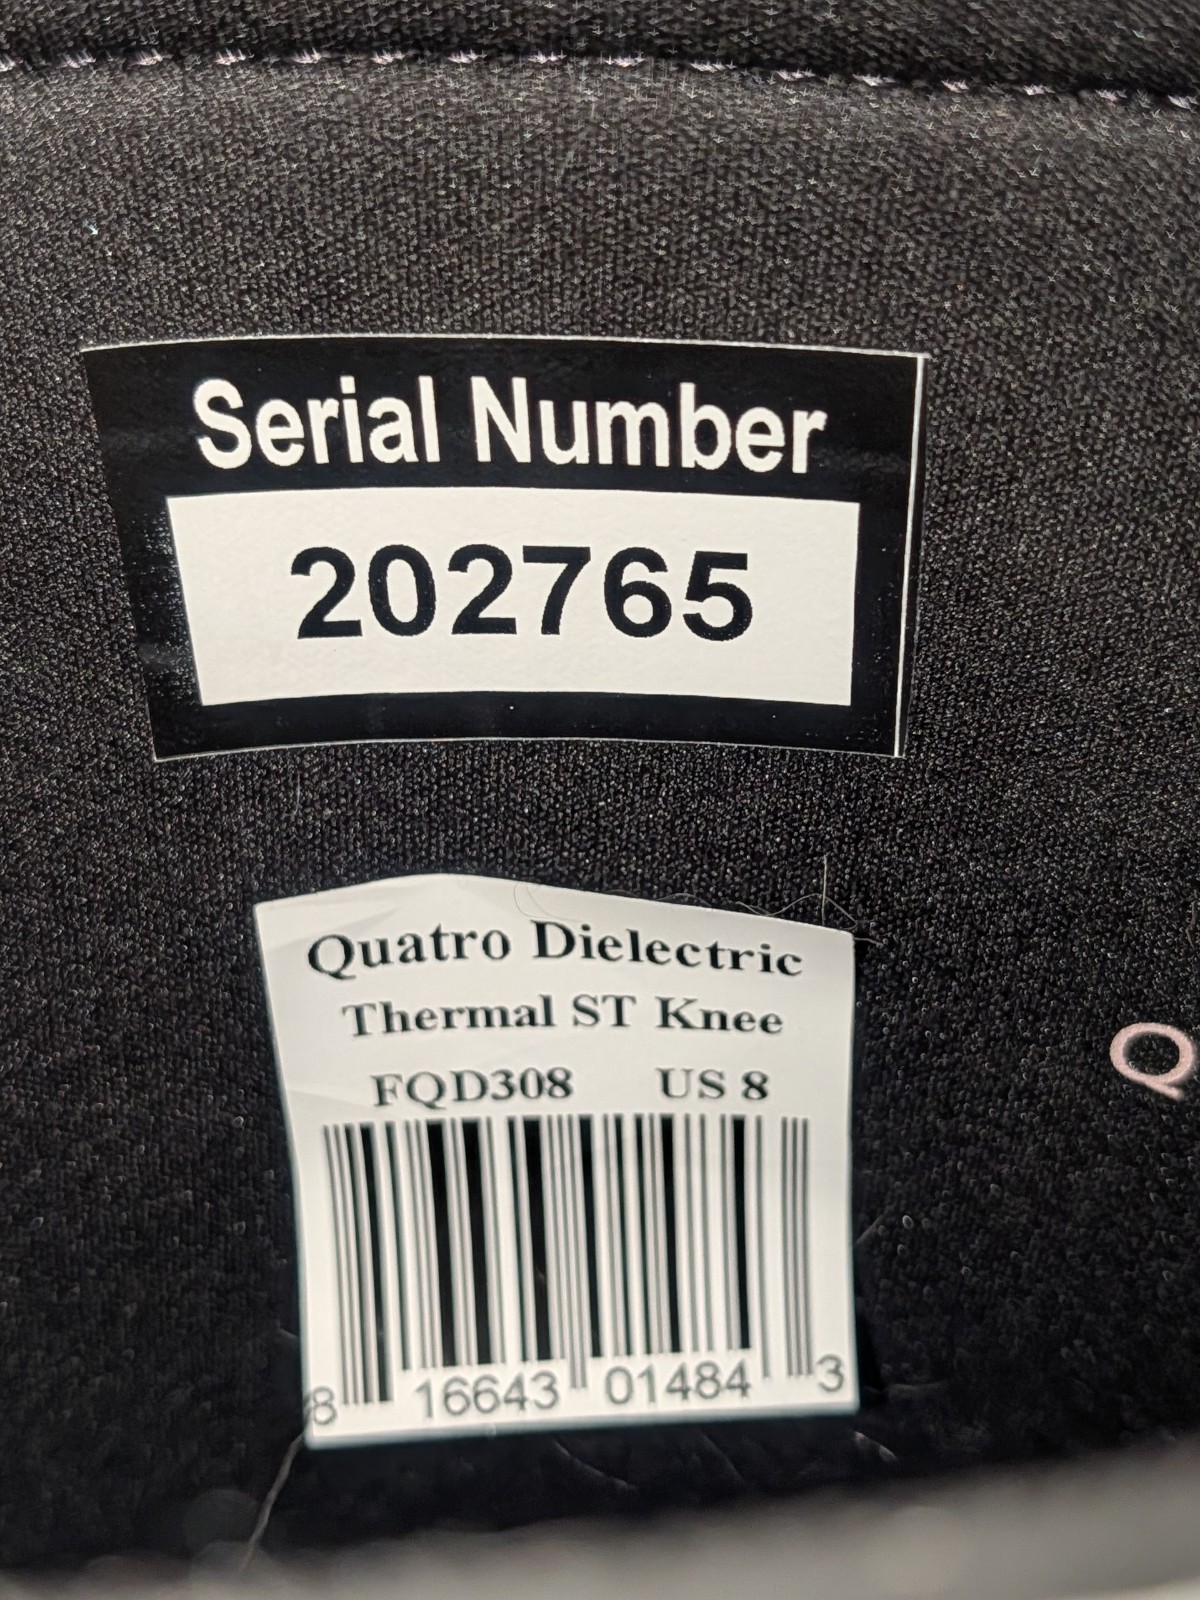 Serial Number
202765
Quatro Dielectric
Thermal ST Knee
FQD308 US 8
8 16643 01484 3
Q